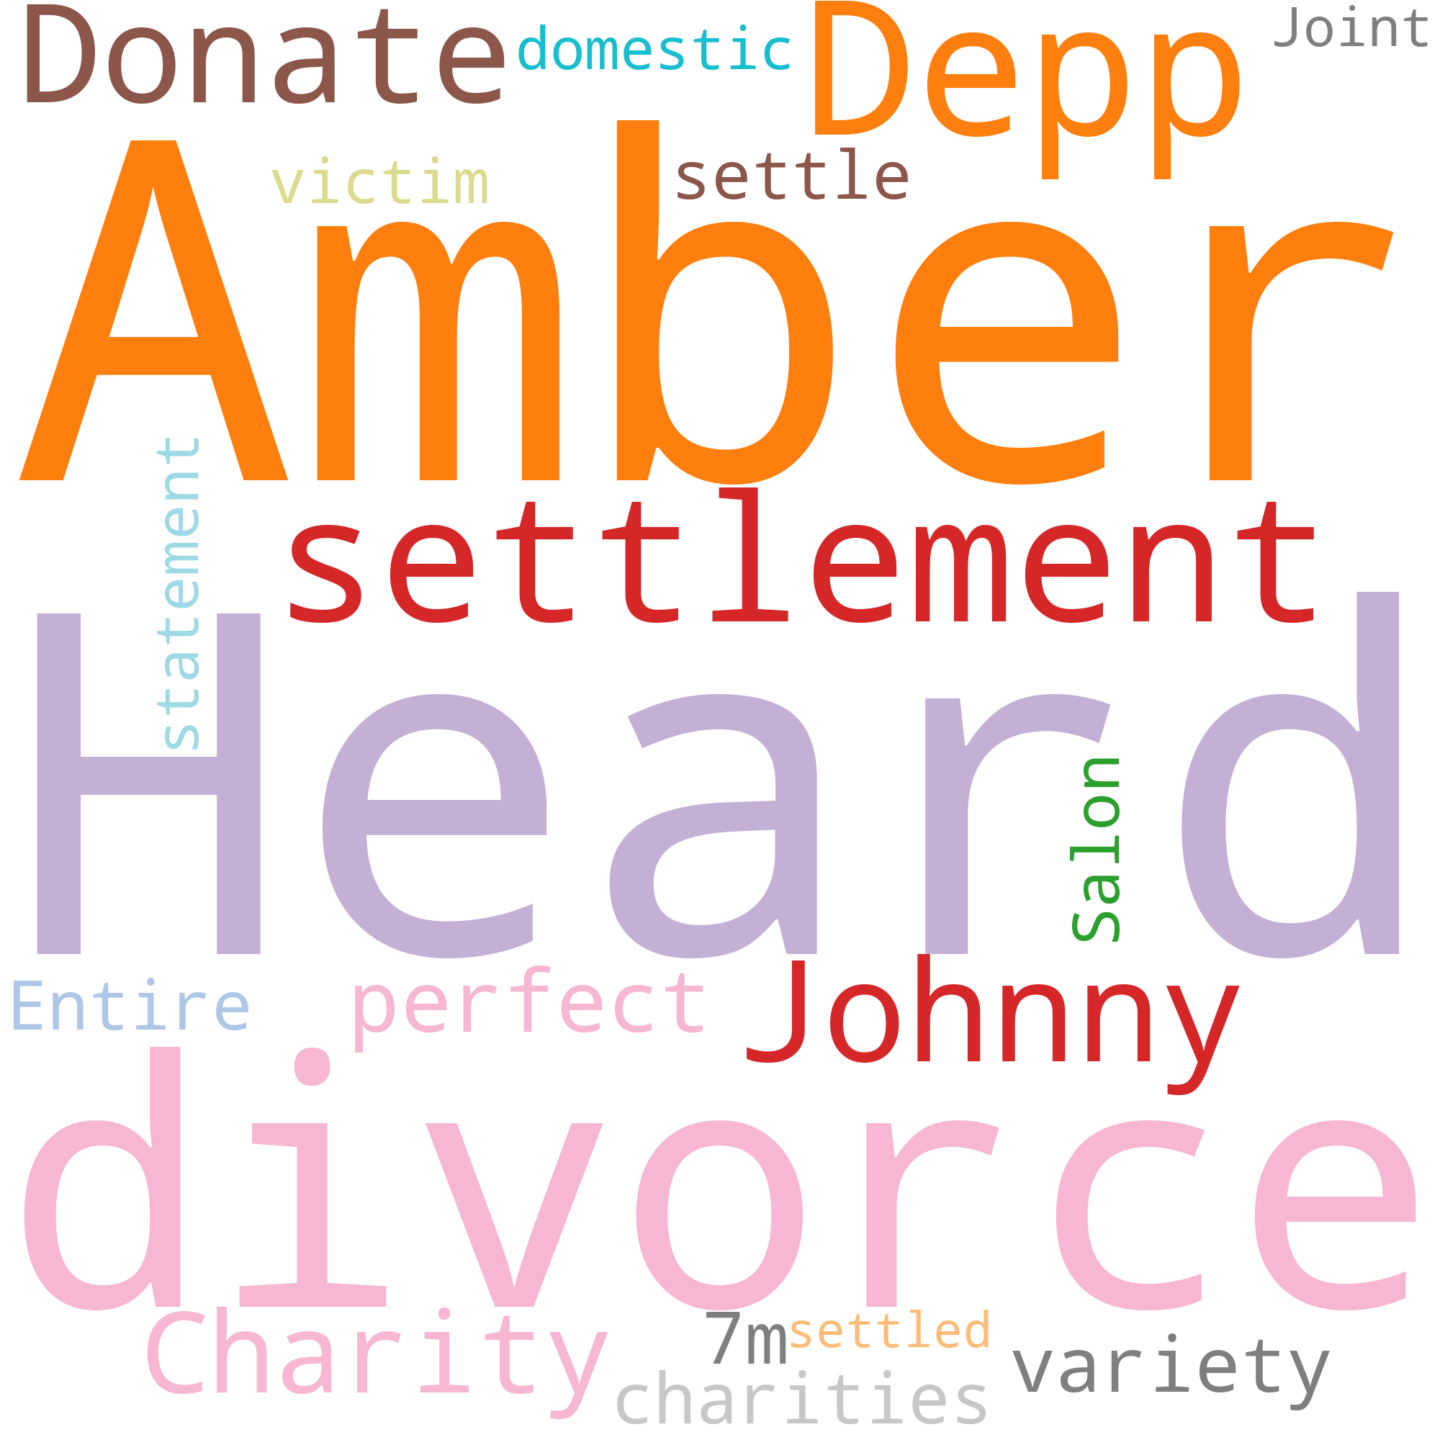 Donate domestic Depp Joint
victim settle
Amber
statement settlement
Heard
Salon
Entire perfect Johnny
divorce
Charity 7m settled variety
charities